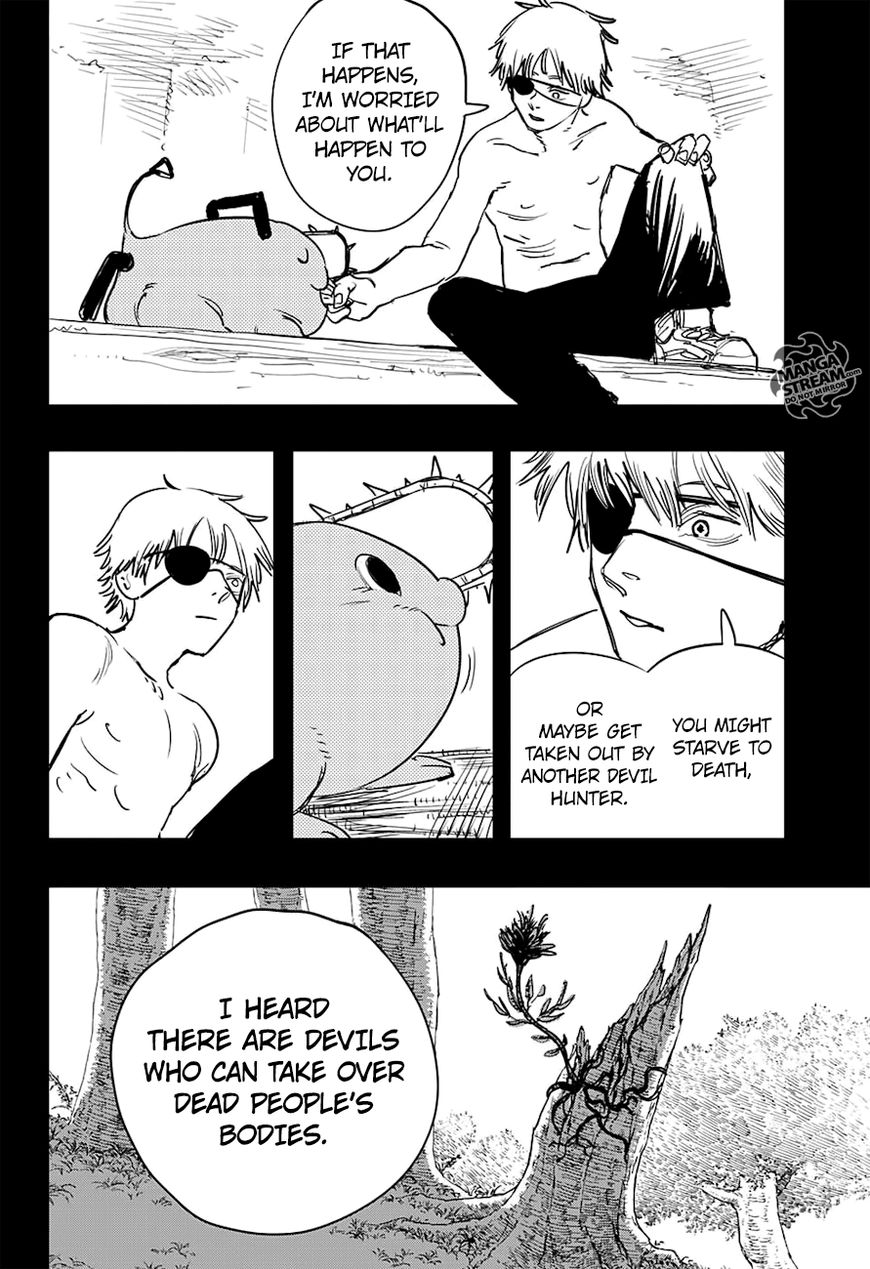 IF THAT
HAPPENS,
I'M WORRIED
ABOUT WHAT'LL
HAPPEN TO
YOU.
MANGA
STREAM.com
DO NOT MIRROR
YOU MIGHT
STARVE TO
DEATH,
OR
MAYBE GET
TAKEN OUT BY
ANOTHER DEVIL
HUNTER.
I HEARD
THERE ARE DEVILS
WHO CAN TAKE OVER
DEAD PEOPLE'S
BODIES.